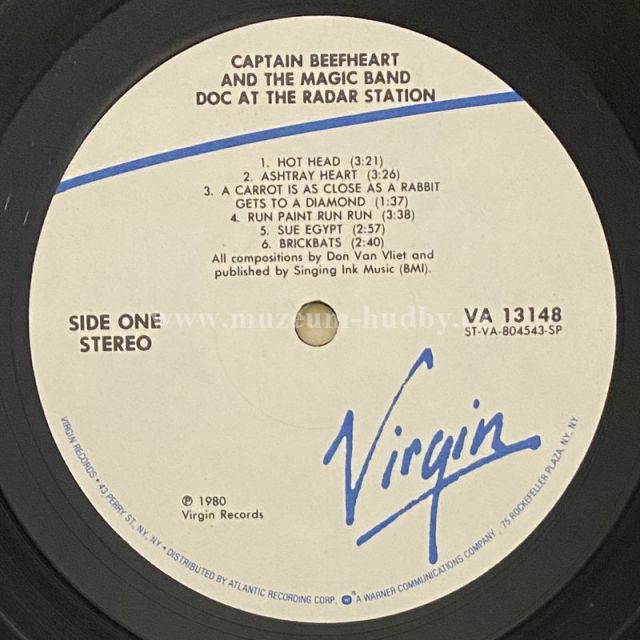 CAPTAIN BEEFHEART
AND THE MAGIC BAND
DOC AT THE RADAR STATION
1. HOT HEAD (3:21)
2. ASHTRAY HEART (3:26)
3. A CARROT IS AS CLOSE AS A RABBIT
GETS TO A DIAMOND (1:37)
4. RUN PAINT RUN RUN (3:38)
5. SUE EGYPT (2:57)
6. BRICKBATS (2:40)
All compositions by Don Van Vliet and
published by Singing Ink Music (BMI).
SIDE ONE
STEREO
www.muzeum-hudby.
VA 13148
ST-VA-804543-SP
Virgin
℗ 1980
Virgin Records
VIRGIN RECORDS • 43 PERRY ST., NY, NY • DISTRIBUTED BY ATLANTIC RECORDING CORP. ® A WARNER COMMUNICATIONS COMPANY, 75 ROCKEFELLER PLAZA, NY, NY.